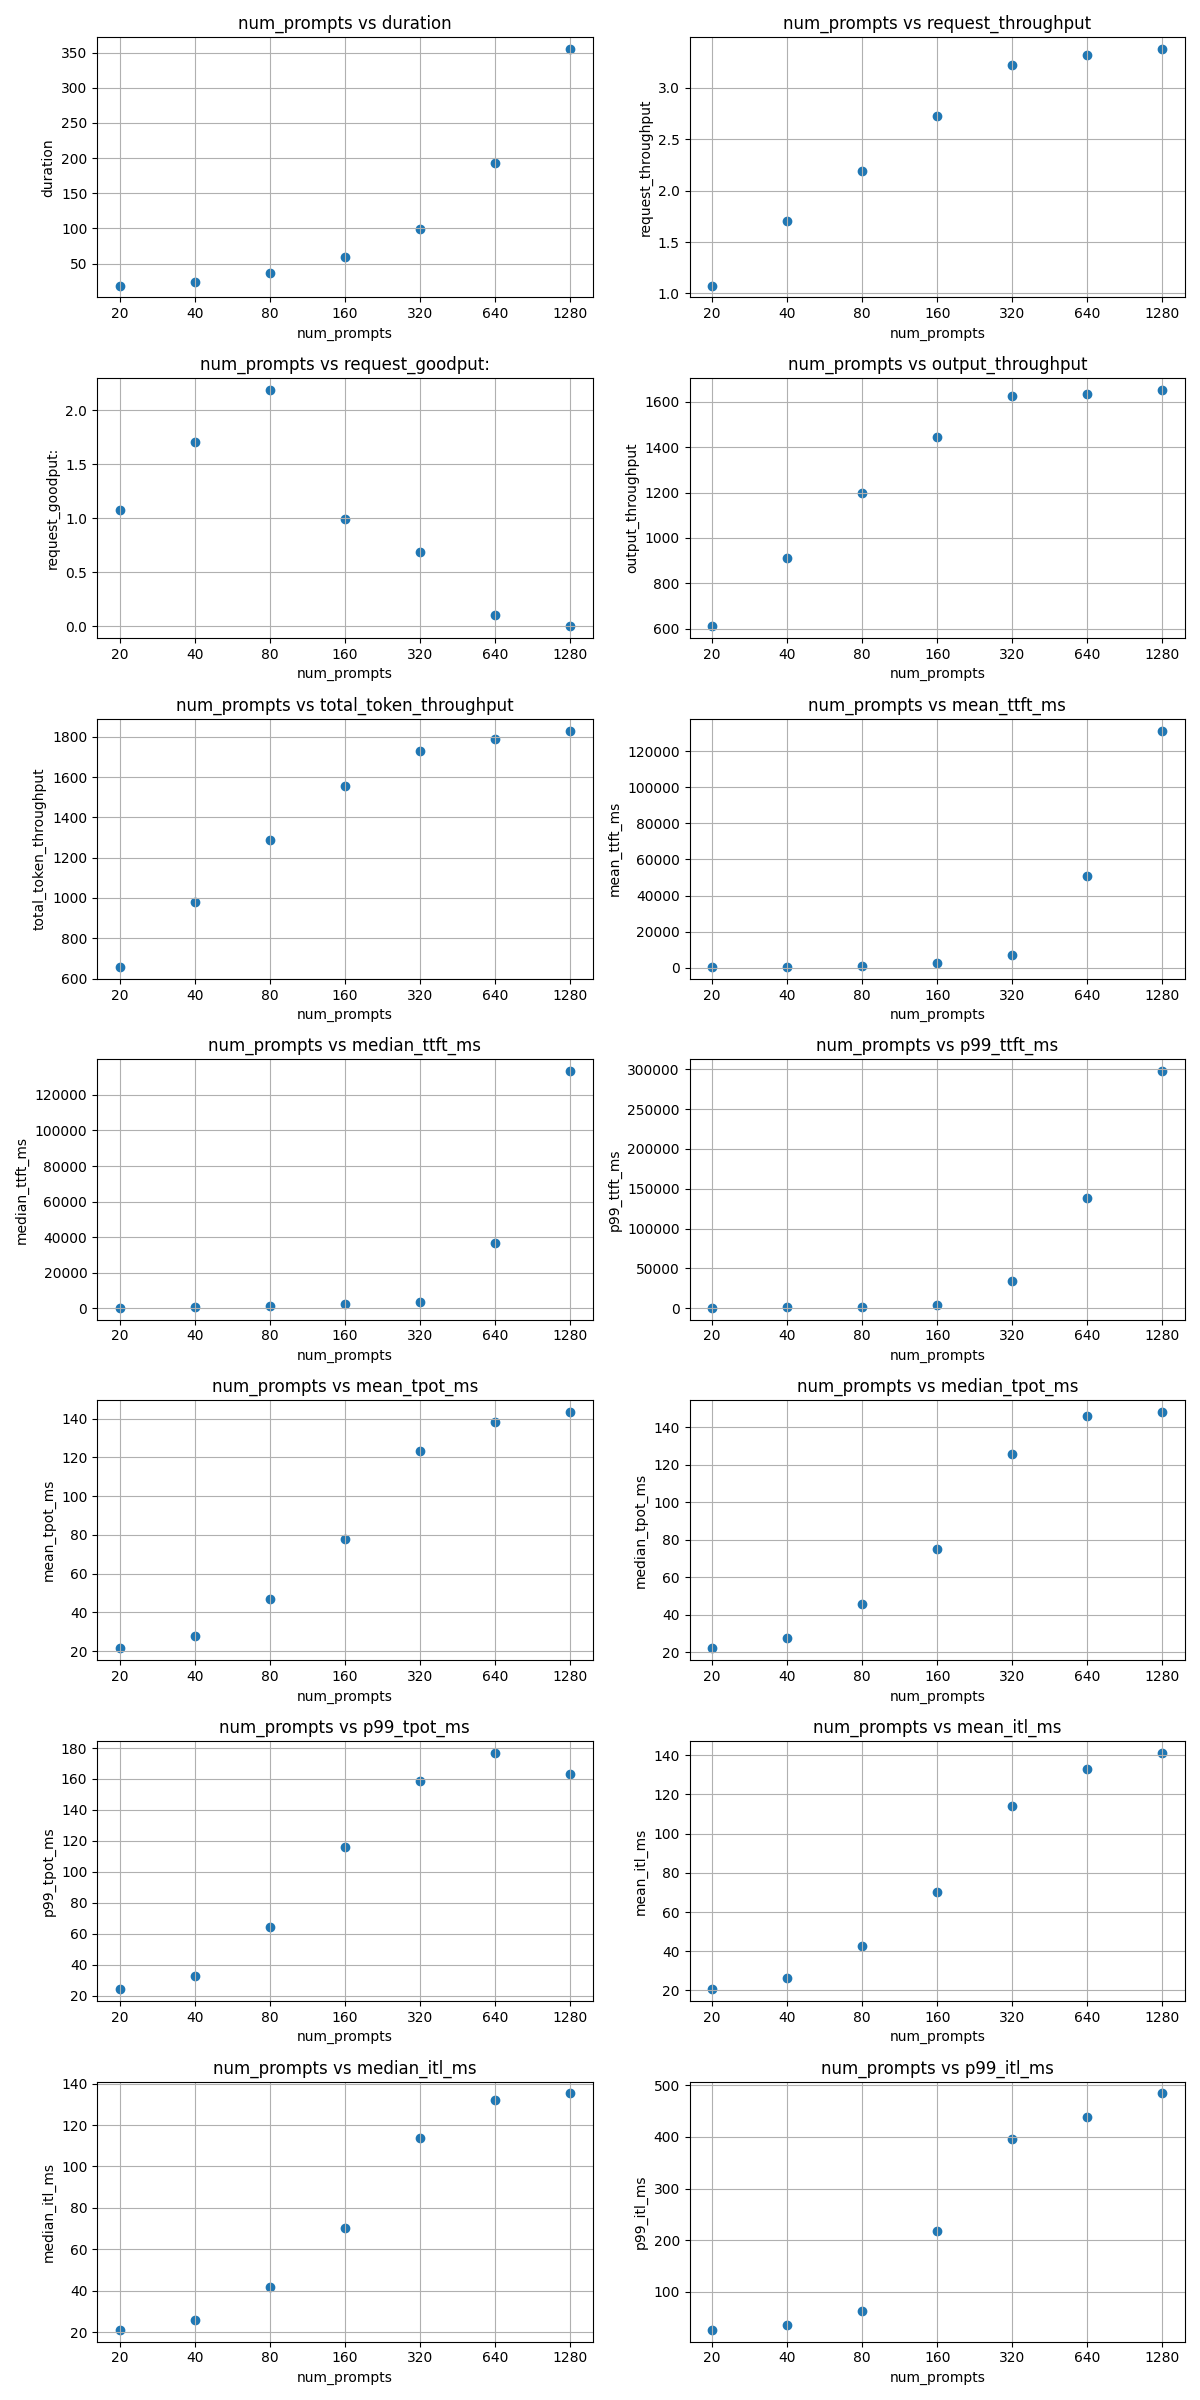 num_prompts vs duration
duration
350
300
250
200
150
100
50
20 40 80 160 320 640 1280
num_prompts
num_prompts vs request_throughput
request_throughput
3.0
2.5
2.0
1.5
1.0
20 40 80 160 320 640 1280
num_prompts
num_prompts vs request_goodput:
request_goodput:
2.0
1.5
1.0
0.5
0.0
20 40 80 160 320 640 1280
num_prompts
num_prompts vs output_throughput
output_throughput
1600
1400
1200
1000
800
600
20 40 80 160 320 640 1280
num_prompts
num_prompts vs total_token_throughput
total_token_throughput
1800
1600
1400
1200
1000
800
600
20 40 80 160 320 640 1280
num_prompts
num_prompts vs mean_ttft_ms
mean_ttft_ms
120000
100000
80000
60000
40000
20000
0
20 40 80 160 320 640 1280
num_prompts
num_prompts vs median_ttft_ms
median_ttft_ms
120000
100000
80000
60000
40000
20000
0
20 40 80 160 320 640 1280
num_prompts
num_prompts vs p99_ttft_ms
p99_ttft_ms
300000
250000
200000
150000
100000
50000
0
20 40 80 160 320 640 1280
num_prompts
num_prompts vs mean_tpot_ms
mean_tpot_ms
140
120
100
80
60
40
20
20 40 80 160 320 640 1280
num_prompts
num_prompts vs median_tpot_ms
median_tpot_ms
140
120
100
80
60
40
20
20 40 80 160 320 640 1280
num_prompts
num_prompts vs p99_tpot_ms
p99_tpot_ms
180
160
140
120
100
80
60
40
20
20 40 80 160 320 640 1280
num_prompts
num_prompts vs mean_itl_ms
mean_itl_ms
140
120
100
80
60
40
20
20 40 80 160 320 640 1280
num_prompts
num_prompts vs median_itl_ms
median_itl_ms
140
120
100
80
60
40
20
20 40 80 160 320 640 1280
num_prompts
num_prompts vs p99_itl_ms
p99_itl_ms
500
400
300
200
100
20 40 80 160 320 640 1280
num_prompts